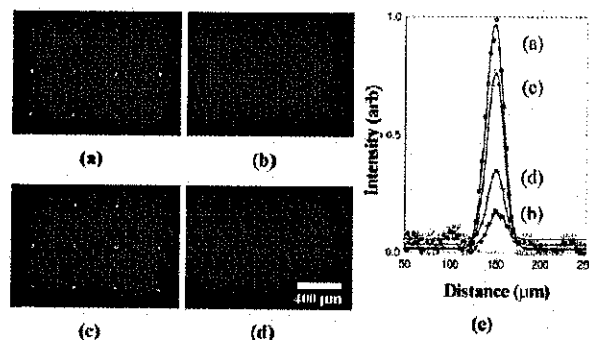 (a)
(b)
(c)
(d)
400 μm
Intensity (arb)
1.0
0.5
0.0
(a)
(c)
(d)
(b)
50 100 150 200 25
Distance (μm)
(e)